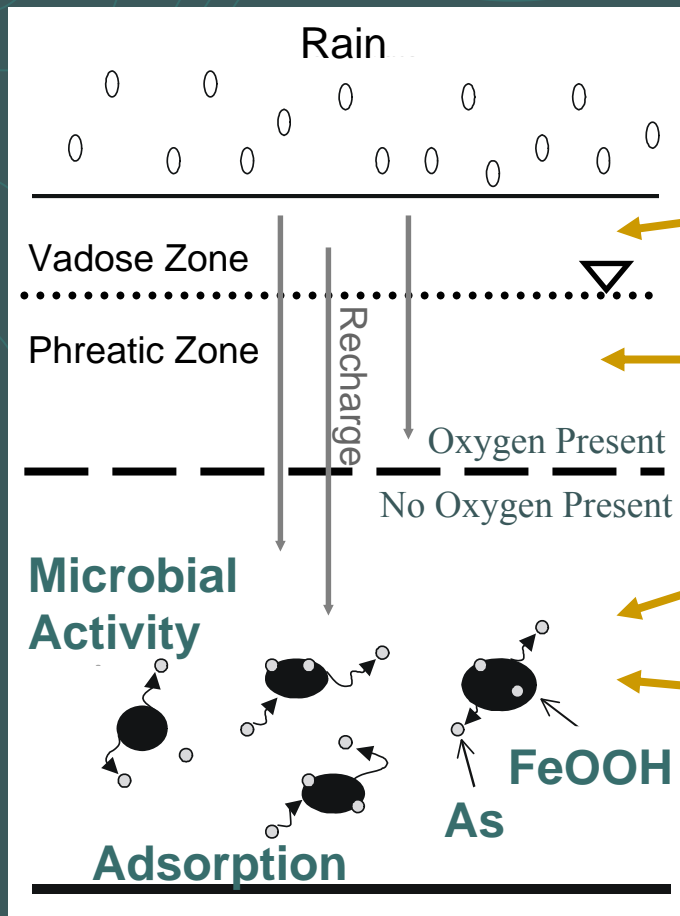 Rain
Vadose Zone
Phreatic Zone
Recharge
Oxygen Present
No Oxygen Present
Microbial
Activity
FeOOH
As
Adsorption